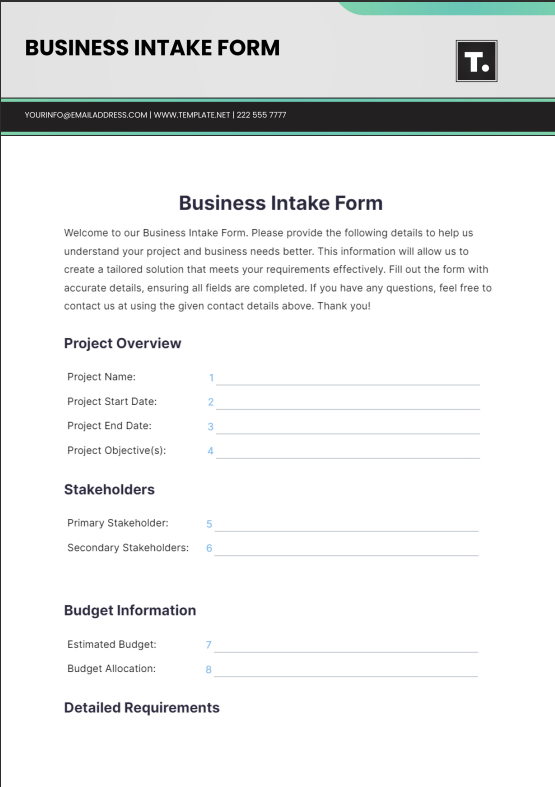 BUSINESS INTAKE FORM
T.
YOURINFO@EMAILADDRESS.COM | WWW.TEMPLATE.NET | 222 555 7777
Business Intake Form
Welcome to our Business Intake Form. Please provide the following details to help us
understand your project and business needs better. This information will allow us to
create a tailored solution that meets your requirements effectively. Fill out the form with
accurate details, ensuring all fields are completed. If you have any questions, feel free to
contact us at using the given contact details above. Thank you!
Project Overview
Project Name: 1
Project Start Date: 2
Project End Date: 3
Project Objective(s): 4
Stakeholders
Primary Stakeholder: 5
Secondary Stakeholders: 6
Budget Information
Estimated Budget: 7
Budget Allocation: 8
Detailed Requirements